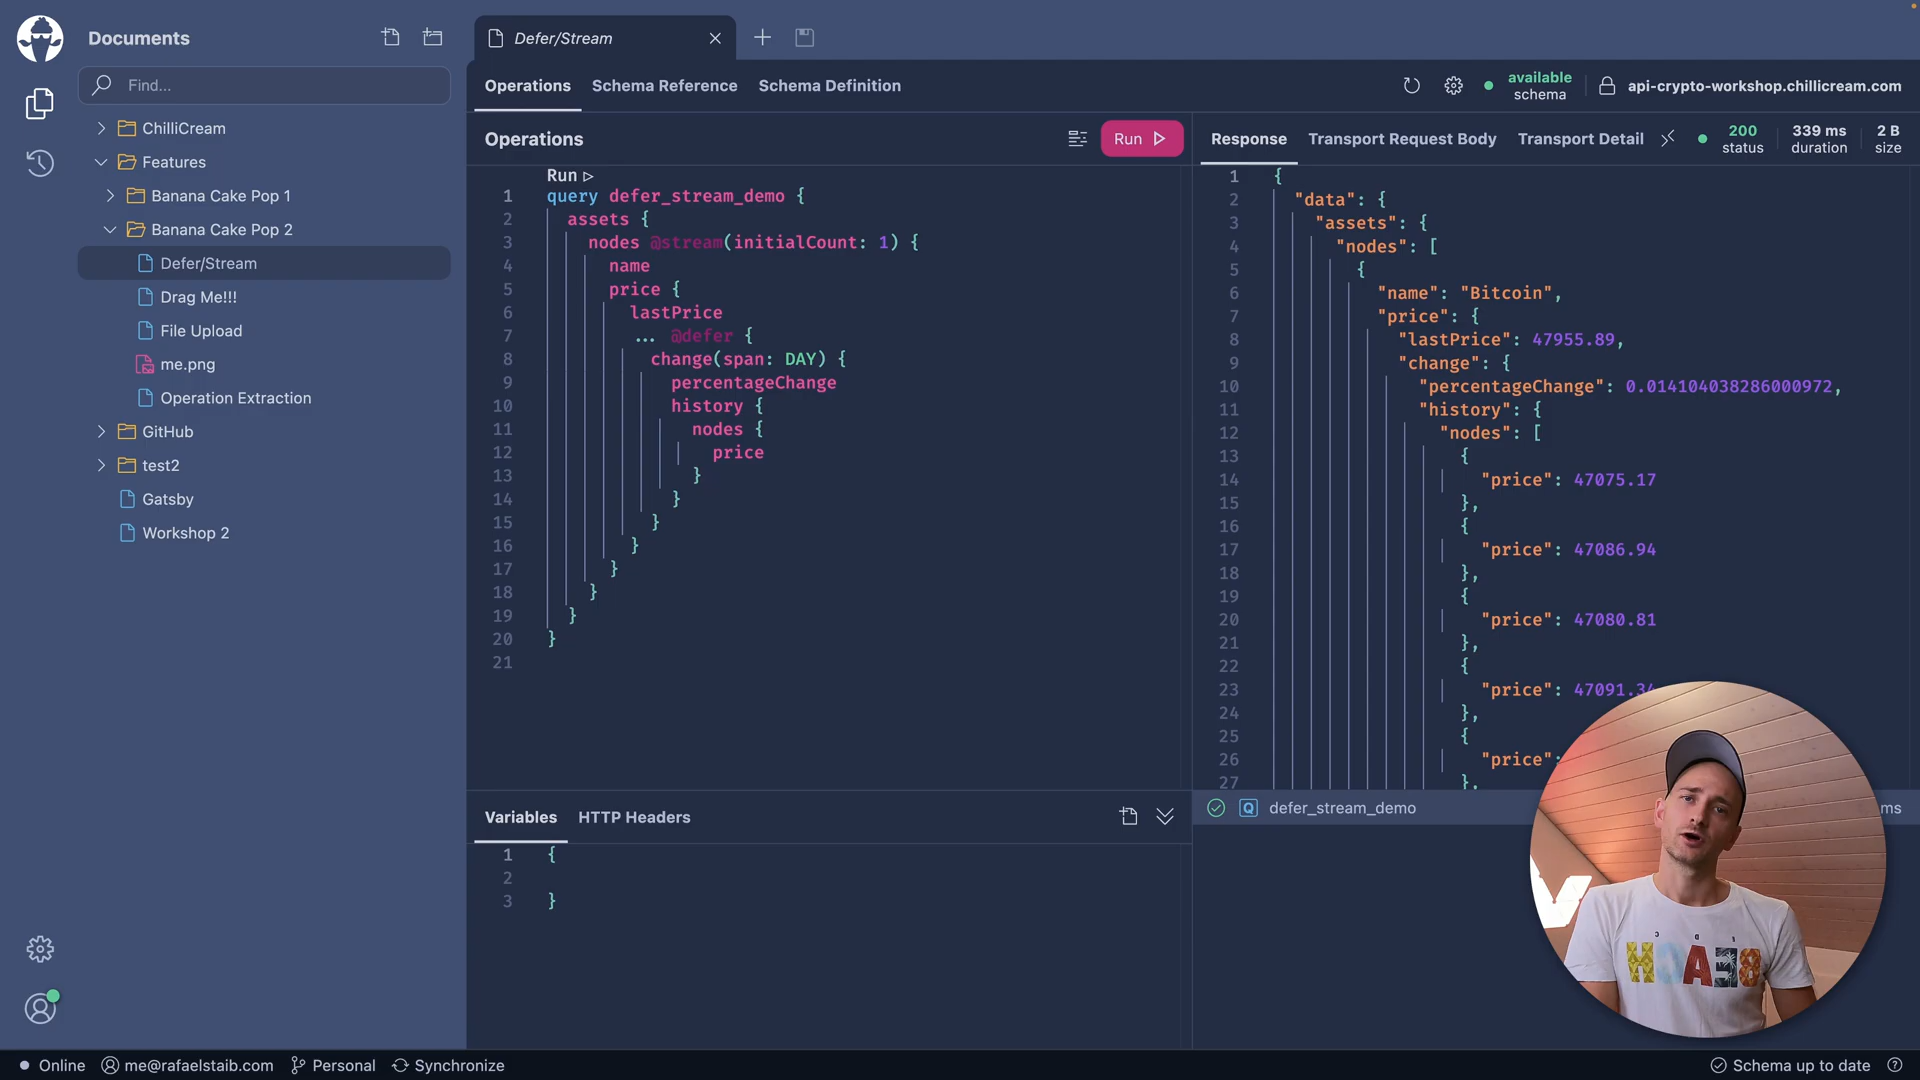 Documents
Find...
ChilliCream
Features
Banana Cake Pop 1
Banana Cake Pop 2
Defer/Stream
Drag Me!!!
File Upload
me.png
Operation Extraction
GitHub
test2
Gatsby
Workshop 2
Defer/Stream
Operations Schema Reference Schema Definition
available
schema
api-crypto-workshop.chillicream.com
Operations
Run
Run
1 query defer_stream_demo {
2 assets {
3 nodes @stream(initialCount: 1) {
4 name
5 price {
6 lastPrice
7 ... @defer {
8 change(span: DAY) {
9 percentageChange
10 history {
11 nodes {
12 price
13 }
14 }
15 }
16 }
17 }
18 }
19 }
20 }
21
Response Transport Request Body Transport Detail
200
status
339 ms
duration
2 B
size
1 {
2 "data": {
3 "assets": {
4 "nodes": [
5 {
6 "name": "Bitcoin",
7 "price": {
8 "lastPrice": 47955.89,
9 "change": {
10 "percentageChange": 0.014104038286000972,
11 "history": {
12 "nodes": [
13 {
14 "price": 47075.17
15 },
16 {
17 "price": 47086.94
18 },
19 {
20 "price": 47080.81
21 },
22 {
23 "price": 47091.34
24 },
25 {
26 "price":
27 },
Variables HTTP Headers
1 {
2
3 }
Q defer_stream_demo
ms
BEACH
Online me@rafaelstaib.com Personal Synchronize
Schema up to date